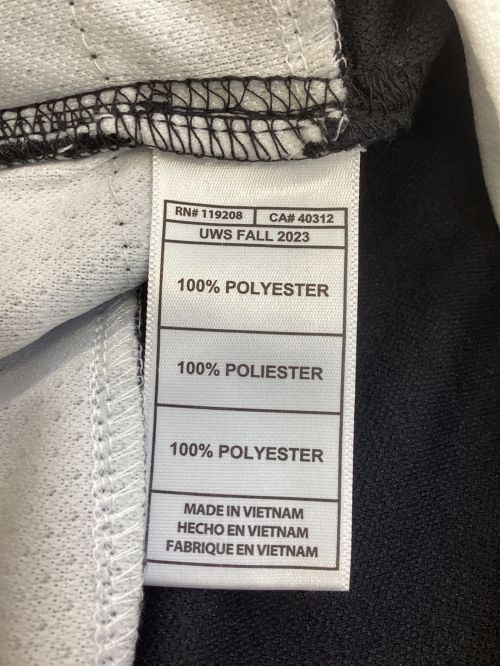 RN# 119208 CA# 40312
UWS FALL 2023
100% POLYESTER
100% POLIESTER
100% POLYESTER
MADE IN VIETNAM
HECHO EN VIETNAM
FABRIQUE EN VIETNAM